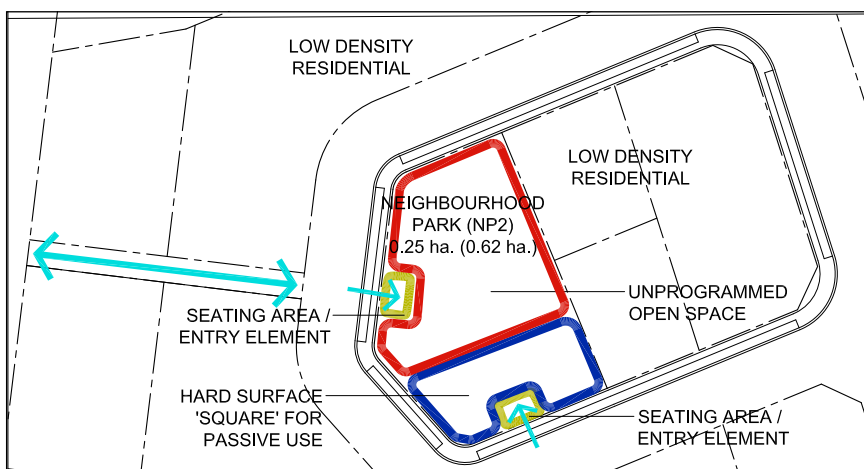 LOW DENSITY
RESIDENTIAL
LOW DENSITY
RESIDENTIAL
NEIGHBOURHOOD
PARK (NP2)
0.25 ha. (0.62 ha.)
UNPROGRAMMED
OPEN SPACE
SEATING AREA /
ENTRY ELEMENT
HARD SURFACE
'SQUARE' FOR
PASSIVE USE
SEATING AREA /
ENTRY ELEMENT